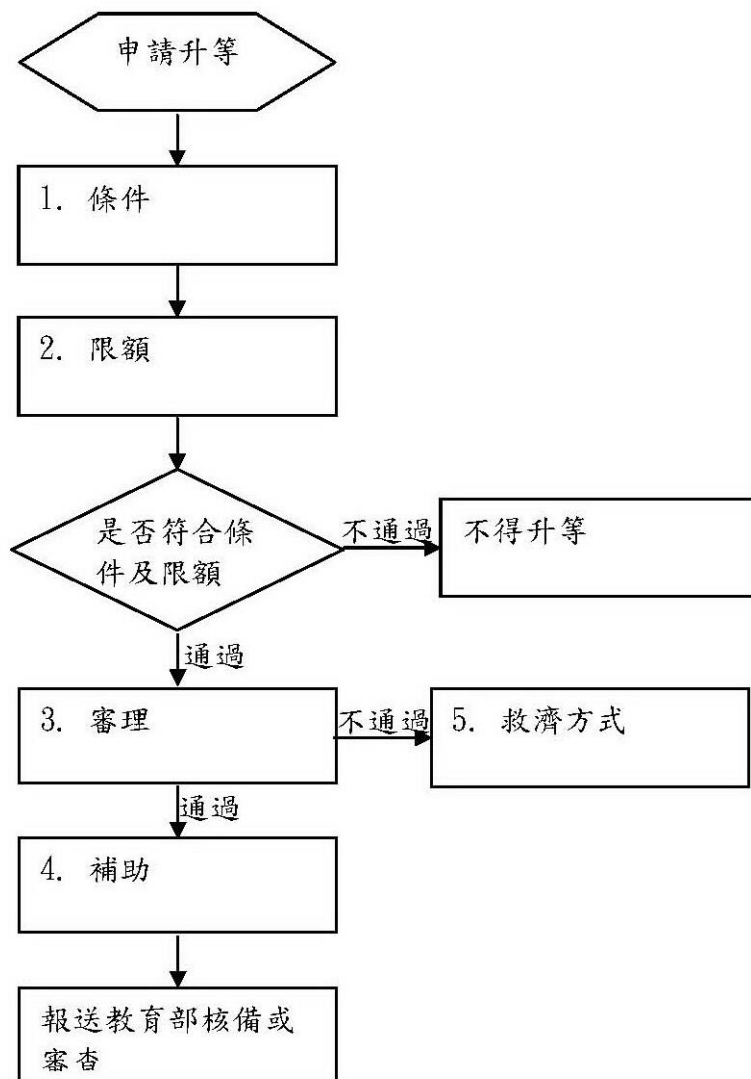 申請升等
1. 條件
2. 限額
是否符合條
件及限額
不通過
不得升等
通過
3. 審理
不通過
5. 救濟方式
通過
4. 補助
報送教育部核備或
審查